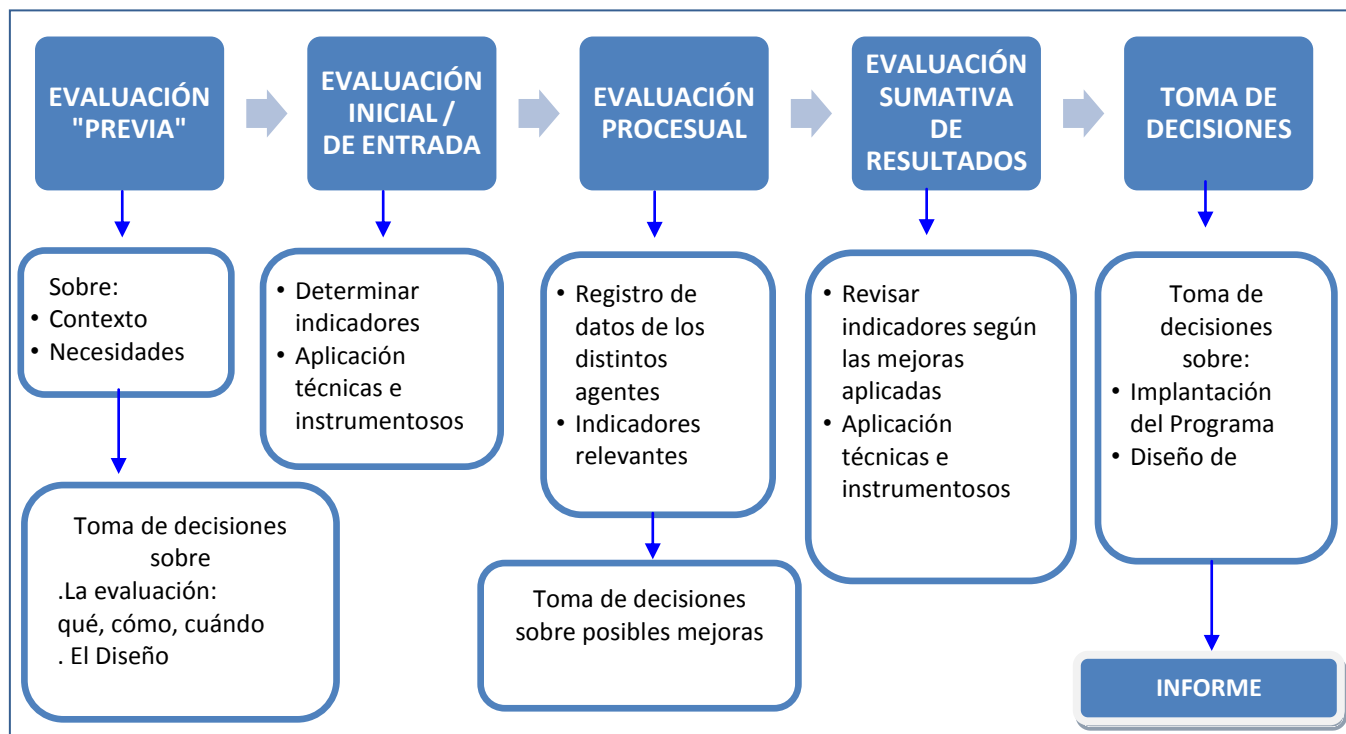 EVALUACIÓN
"PREVIA"
EVALUACIÓN
INICIAL /
DE ENTRADA
EVALUACIÓN
PROCESUAL
EVALUACIÓN
SUMATIVA
DE
RESULTADOS
TOMA DE
DECISIONES
Sobre:
• Contexto
• Necesidades
• Determinar
indicadores
• Aplicación
técnicas e
instrumentosos
• Registro de
datos de los
distintos
agentes
• Indicadores
relevantes
• Revisar
indicadores según
las mejoras
aplicadas
• Aplicación
técnicas e
instrumentosos
Toma de
decisiones
sobre:
• Implantación
del Programa
• Diseño de
Toma de decisiones
sobre
.La evaluación:
qué, cómo, cuándo
. El Diseño
Toma de decisiones
sobre posibles mejoras
INFORME